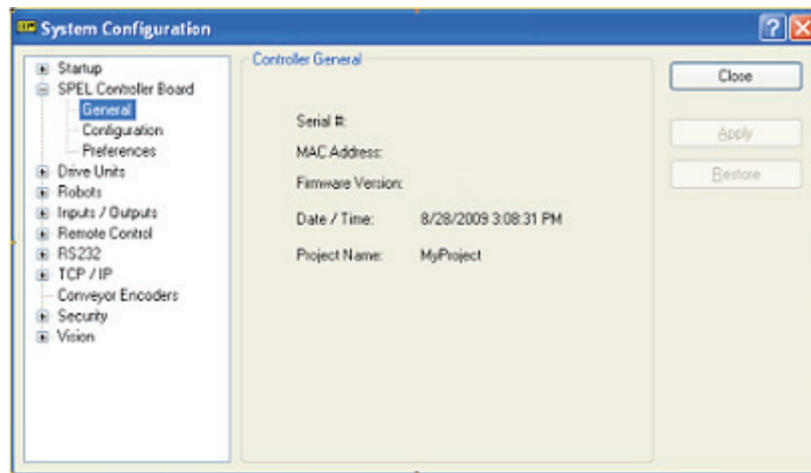 System Configuration
Startup
SPEL Controller Board
General
Configuration
Preferences
Drive Units
Robots
Inputs / Outputs
Remote Control
RS232
TCP / IP
Conveyor Encoders
Security
Vision
Controller General
Serial #:
MAC Address:
Firmware Version:
Date / Time: 8/28/2009 3:08:31 PM
Project Name: MyProject
Close
Apply
Restore